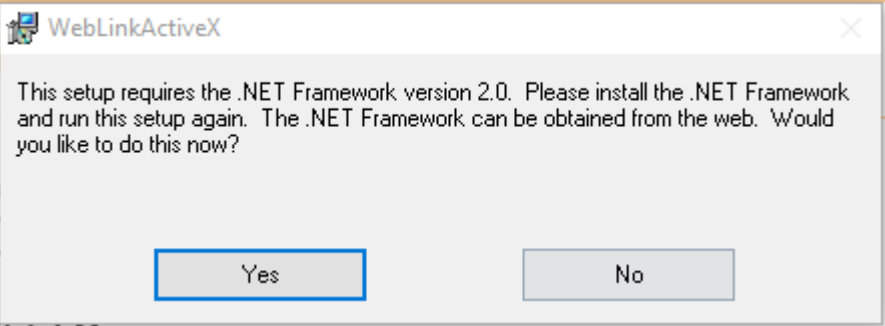 WebLinkActiveX
This setup requires the .NET Framework version 2.0.  Please install the .NET Framework
and run this setup again.  The .NET Framework can be obtained from the web.  Would
you like to do this now?
Yes
No